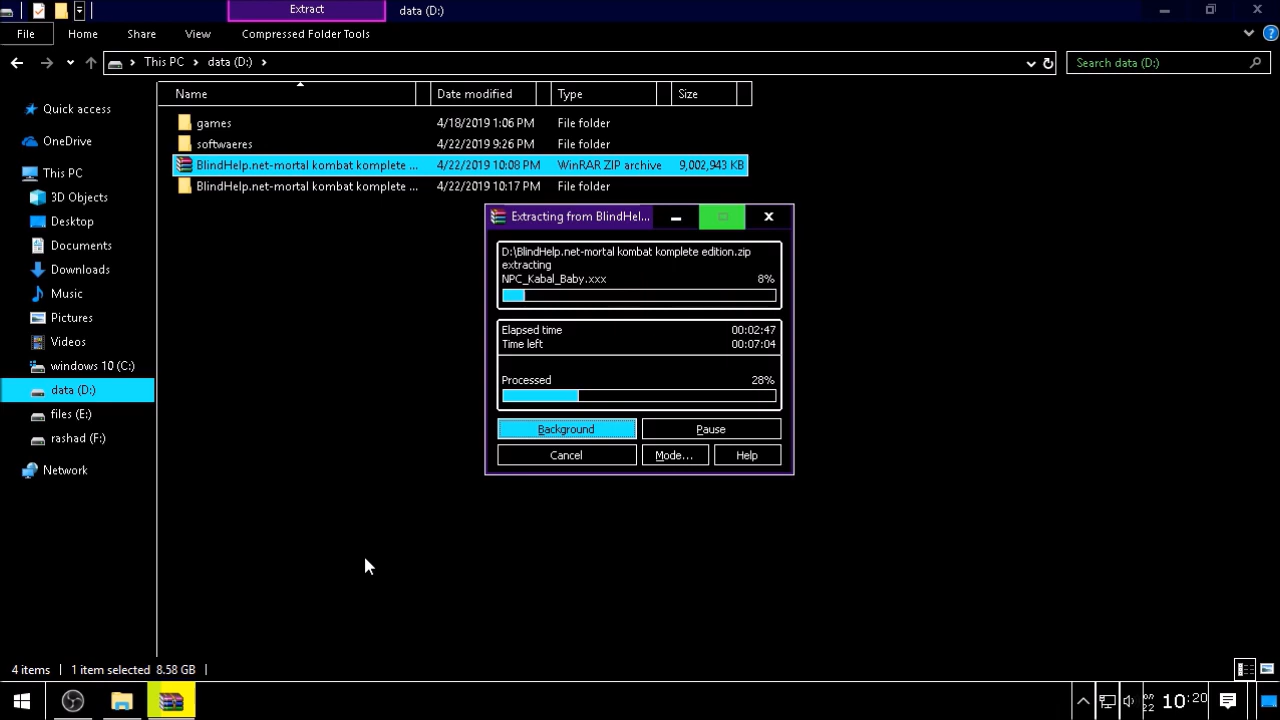 Extract
data (D:)
File
Home
Share
View
Compressed Folder Tools
This PC
data (D:)
Search data (D:)
Name
Date modified
Type
Size
Quick access
OneDrive
This PC
3D Objects
Desktop
Documents
Downloads
Music
Pictures
Videos
windows 10 (C:)
data (D:)
files (E:)
rashad (F:)
Network
games 4/18/2019 1:06 PM File folder
softwaeres 4/22/2019 9:26 PM File folder
BlindHelp.net-mortal kombat komplete ... 4/22/2019 10:08 PM WinRAR ZIP archive 9,002,943 KB
BlindHelp.net-mortal kombat komplete ... 4/22/2019 10:17 PM File folder
Extracting from BlindHel...
D:\BlindHelp.net-mortal kombat komplete edition.zip
extracting
NPC_Kabal_Baby.xxx 8%
Elapsed time 00:02:47
Time left 00:07:04
Processed 28%
Background
Pause
Cancel
Mode...
Help
4 items
1 item selected 8.58 GB
22
10:20